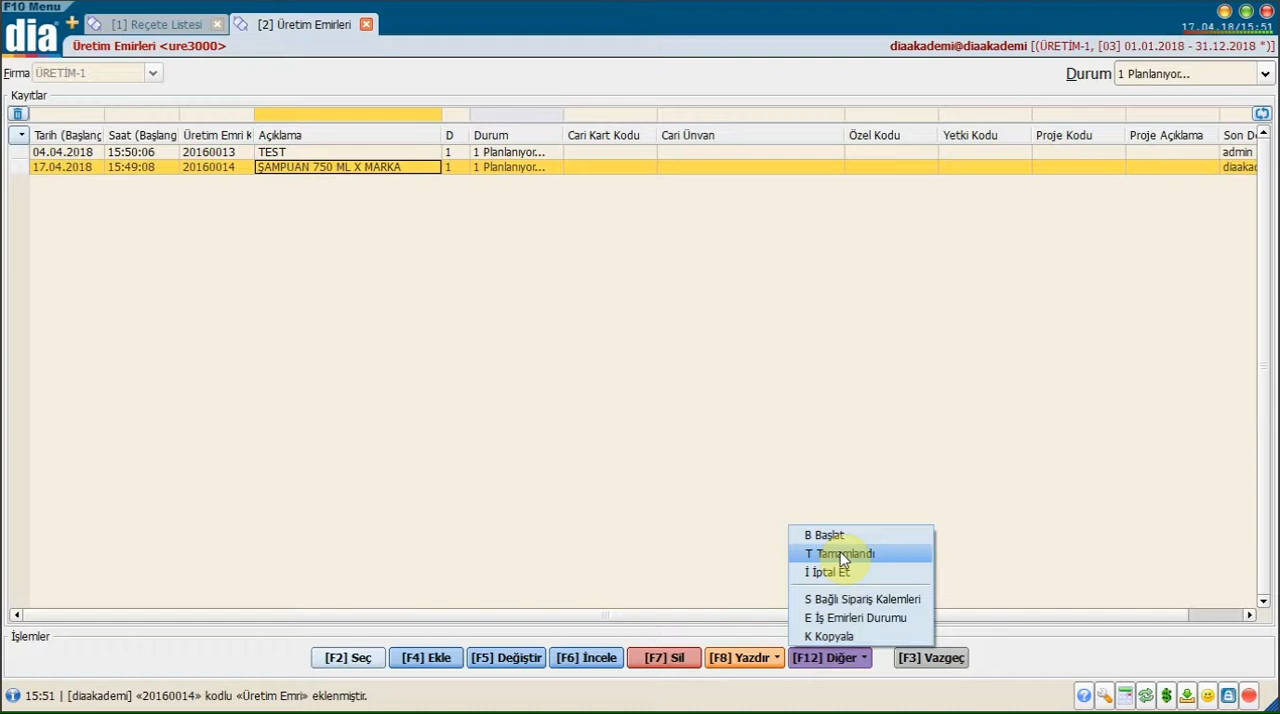 F10 Menu
dia
[1] Reçete Listesi
[2] Üretim Emirleri
17.04.18/15:51
Üretim Emirleri <ure3000>
diaakademi@diaakademi [(ÜRETİM-1, [03] 01.01.2018 - 31.12.2018 *)]
Firma ÜRETİM-1
Durum 1 Planlanıyor...
Kayıtlar
Tarih (Başlanç Saat (Başlanç Üretim Emri K Açıklama D Durum Cari Kart Kodu Cari Ünvan Özel Kodu Yetki Kodu Proje Kodu Proje Açıklama Son De
04.04.2018 15:50:06 20160013 TEST 1 1 Planlanıyor... admin
17.04.2018 15:49:08 20160014 ŞAMPUAN 750 ML X MARKA 1 1 Planlanıyor... diaakad
B Başlat
T Tamamlandı
İ İptal Et
S Bağlı Sipariş Kalemleri
E İş Emirleri Durumu
K Kopyala
İşlemler
[F2] Seç [F4] Ekle [F5] Değiştir [F6] İncele [F7] Sil [F8] Yazdır [F12] Diğer [F3] Vazgeç
15:51 | [diaakademi] «20160014» kodlu «Üretim Emri» eklenmiştir.